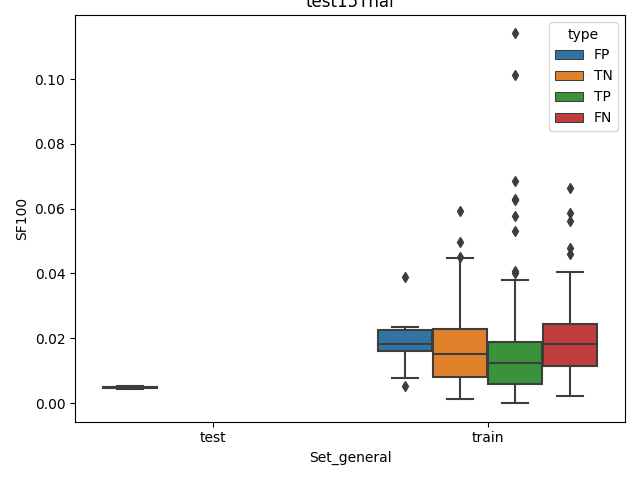 test15Thal
type
FP
TN
TP
FN
0.10
0.08
0.06
0.04
0.02
0.00
SF100
test
train
Set_general